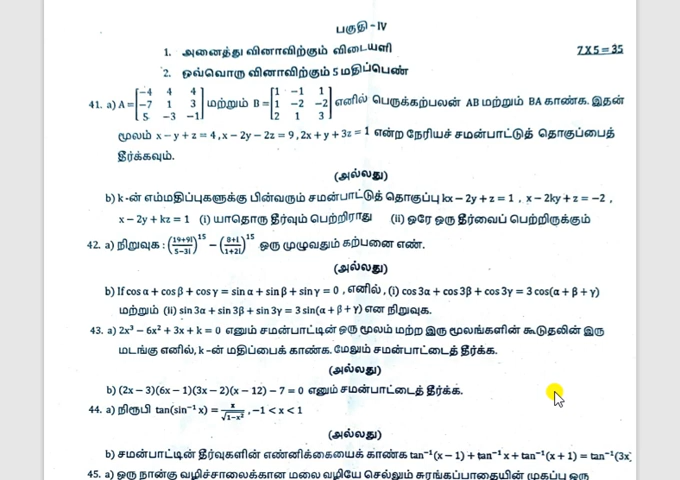 பகுதி - IV
1. அனைத்து வினாவிற்கும் விடையளி 7 X 5 = 35
2. ஒவ்வொரு வினாவிற்கும் 5 மதிப்பெண்
41. a) A = [−4 4 4; −7 1 3; 5 −3 −1] மற்றும் B = [1 −1 1; 1 −2 −2; 2 1 3] எனில் பெருக்கற்பலன் AB மற்றும் BA காண்க. இதன்
மூலம் x − y + z = 4, x − 2y − 2z = 9, 2x + y + 3z = 1 என்ற நேரியச் சமன்பாட்டுத் தொகுப்பைத்
தீர்க்கவும்.
(அல்லது)
b) k -ன் எம்மதிப்புகளுக்கு பின்வரும் சமன்பாட்டுத் தொகுப்பு kx − 2y + z = 1 , x − 2ky + z = −2 ,
x − 2y + kz = 1 (i) யாதொரு தீர்வும் பெற்றிராது (ii) ஒரே ஒரு தீர்வைப் பெற்றிருக்கும்
42. a) நிறுவுக : ((19+9i)/(5−3i))^15 − ((8+i)/(1+2i))^15 ஒரு முழுவதும் கற்பனை எண்.
(அல்லது)
b) If cos α + cos β + cos γ = sin α + sin β + sin γ = 0 , எனில் , (i) cos 3α + cos 3β + cos 3γ = 3 cos(α + β + γ)
மற்றும் (ii) sin 3α + sin 3β + sin 3γ = 3 sin(α + β + γ) என நிறுவுக.
43. a) 2x³ − 6x² + 3x + k = 0 எனும் சமன்பாட்டின் ஒரு மூலம் மற்ற இரு மூலங்களின் கூடுதலின் இரு
மடங்கு எனில், k -ன் மதிப்பைக் காண்க. மேலும் சமன்பாட்டைத் தீர்க்க.
(அல்லது)
b) (2x − 3)(6x − 1)(3x − 2)(x − 12) − 7 = 0 எனும் சமன்பாட்டைத் தீர்க்க.
44. a) நிரூபி tan(sin⁻¹ x) = x/√(1−x²) , −1 < x < 1
(அல்லது)
b) சமன்பாட்டின் தீர்வுகளின் எண்ணிக்கையைக் காண்க tan⁻¹(x − 1) + tan⁻¹ x + tan⁻¹(x + 1) = tan⁻¹(3x)
45. a) ஒரு நான்கு வழிச்சாலைக்கான மலை வழியே செல்லும் சுரங்கப்பாதையின் முகப்பு ஒரு